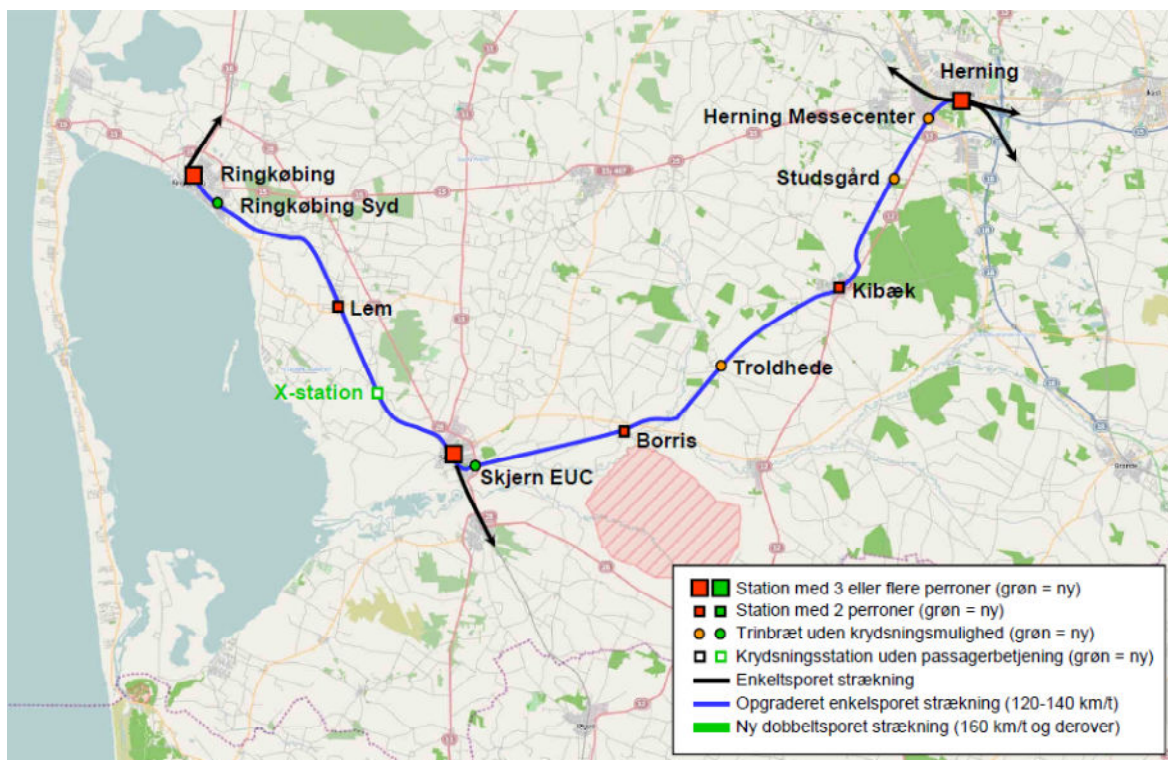 Herning
Herning Messecenter
Studsgård
Ringkøbing
Ringkøbing Syd
Kibæk
Lem
Troldhede
X-station
Borris
Skjern EUC
Station med 3 eller flere perroner (grøn = ny)
Station med 2 perroner (grøn = ny)
Trinbræt uden krydsningsmulighed (grøn = ny)
Krydsningsstation uden passagerbetjening (grøn = ny)
Enkeltsporet strækning
Opgraderet enkelsporet strækning (120-140 km/t)
Ny dobbeltsporet strækning (160 km/t og derover)